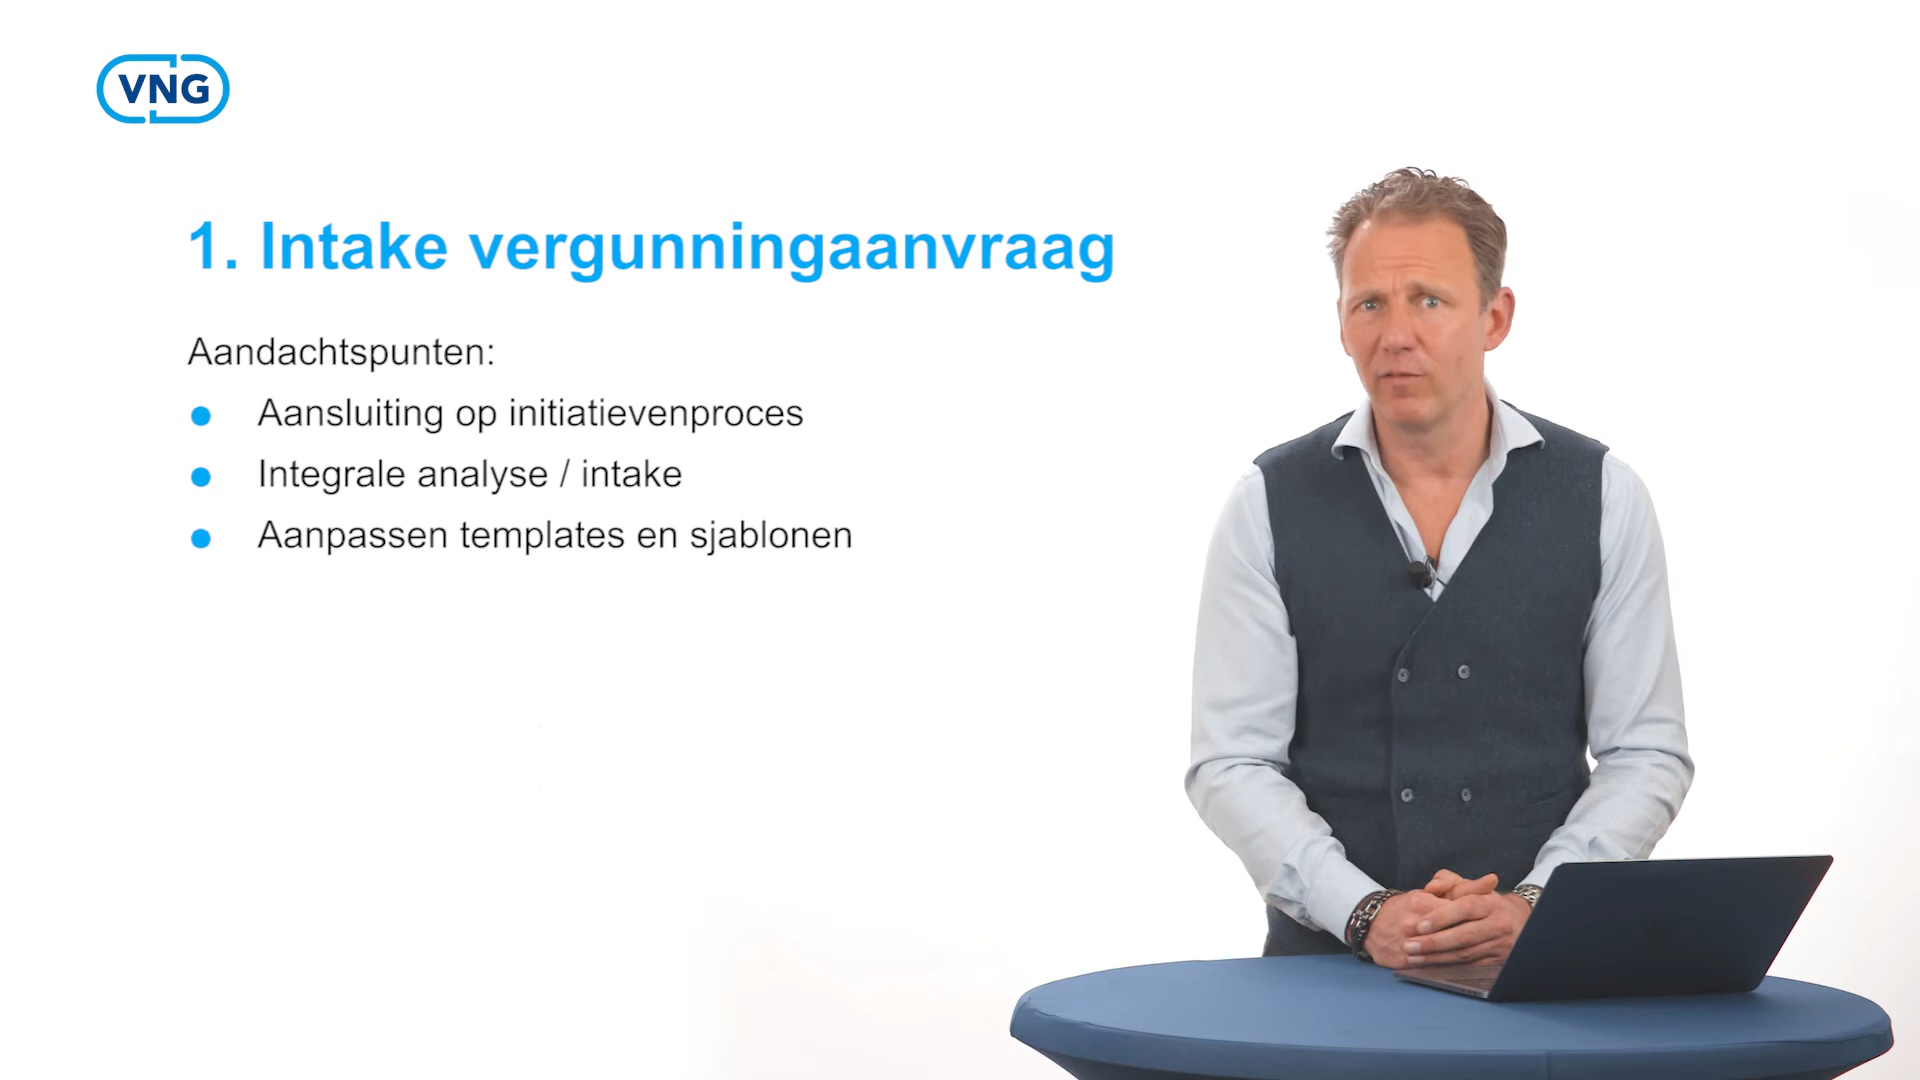 VNG
1. Intake vergunningaanvraag
Aandachtspunten:
Aansluiting op initiatievenproces
Integrale analyse / intake
Aanpassen templates en sjablonen